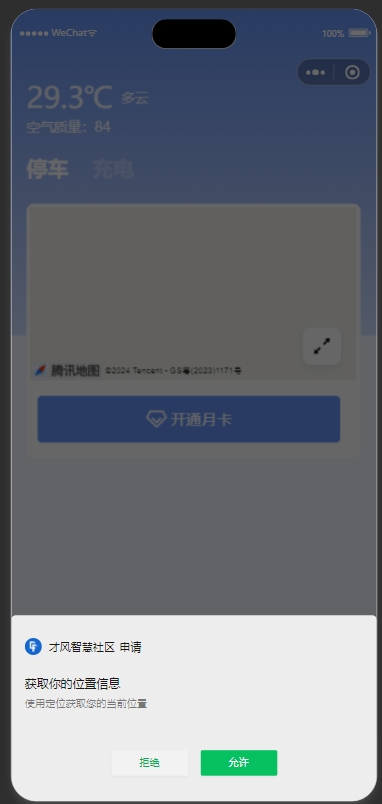 WeChat
100%
29.3℃ 多云
空气质量：84
停车 充电
腾讯地图 ©2024 Tencent - GS粤(2023)1171号
开通月卡
才风智慧社区 申请
获取你的位置信息
使用定位获取您的当前位置
拒绝 允许